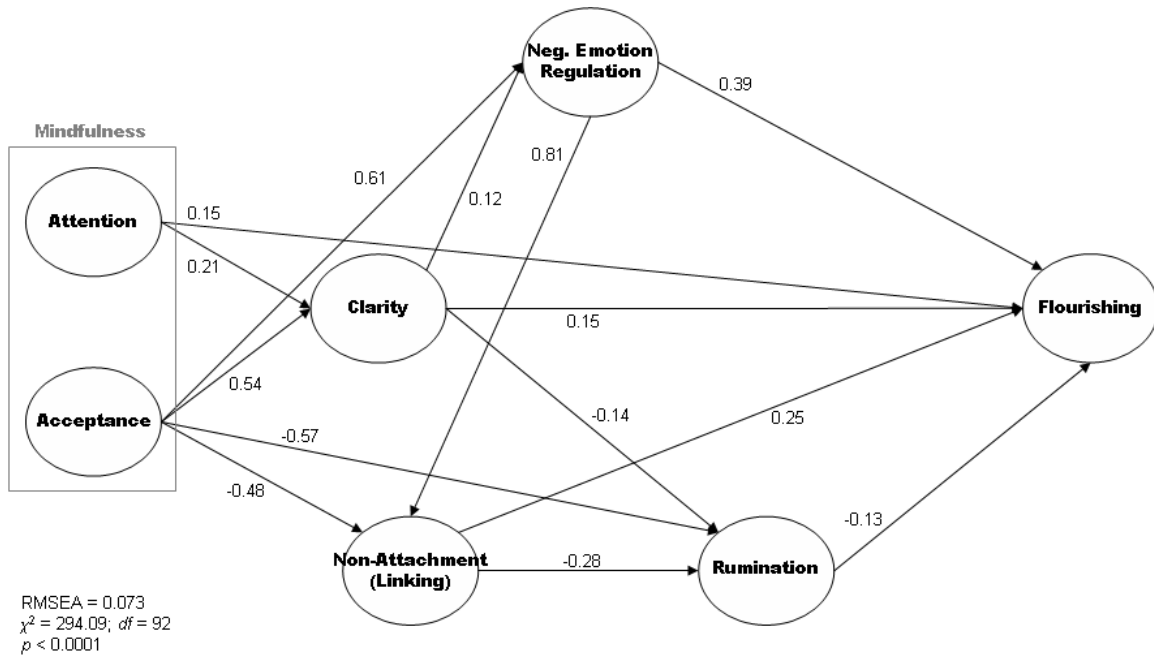 Neg. Emotion
Regulation
0.39
Mindfulness
0.81
0.61
0.12
Attention
0.15
0.21
Clarity
Flourishing
0.15
0.54
Acceptance
-0.14
0.25
-0.57
-0.48
-0.13
Non-Attachment
(Linking)
-0.28
Rumination
RMSEA = 0.073
χ² = 294.09; df = 92
p < 0.0001